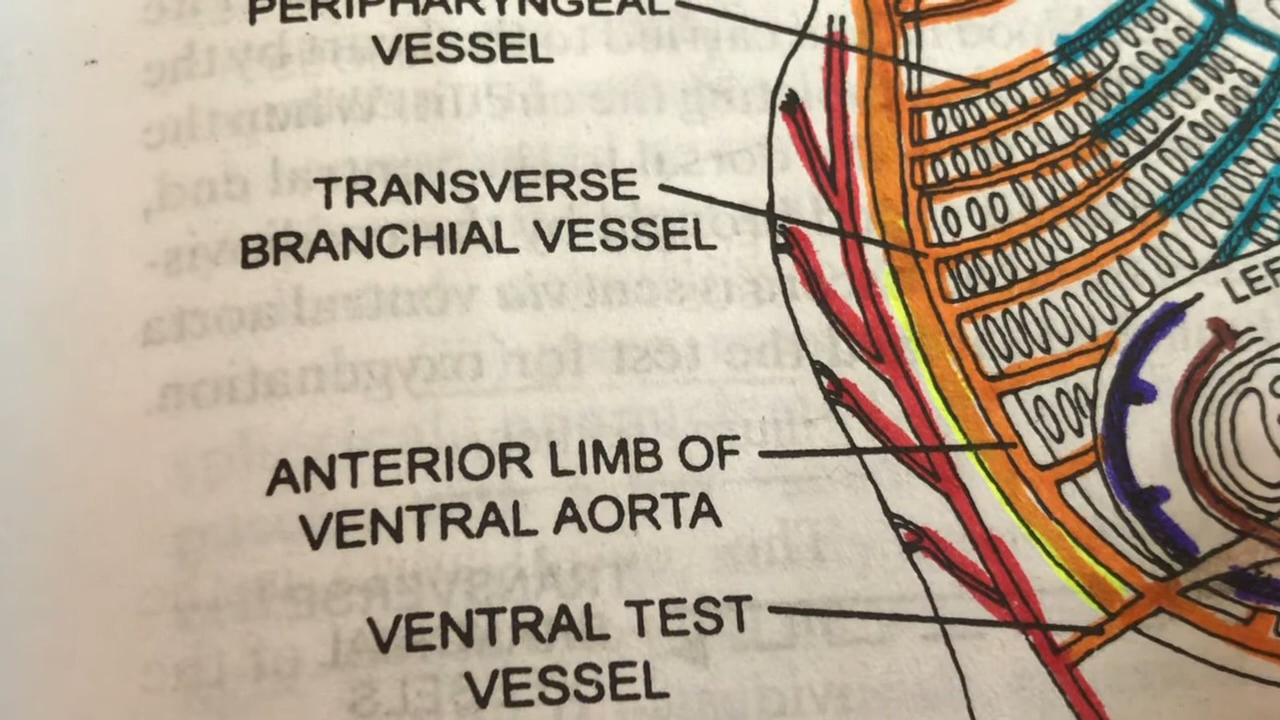 PERIPHARYNGEAL
VESSEL
TRANSVERSE
BRANCHIAL VESSEL
ANTERIOR LIMB OF
VENTRAL AORTA
VENTRAL TEST
VESSEL